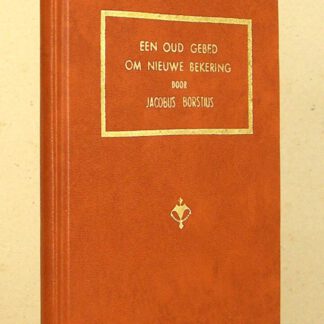 EEN OUD GEBED
OM NIEUWE BEKERING
DOOR
JACOBUS BORSTIUS